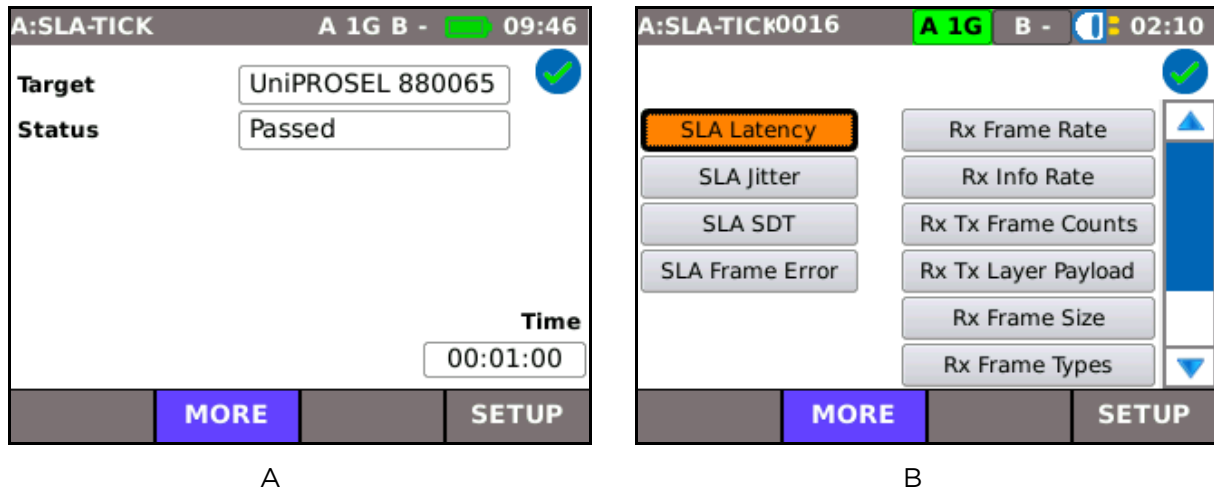 A:SLA-TICK A 1G B - 09:46
Target UniPROSEL 880065
Status Passed
Time
00:01:00
MORE SETUP
A
A:SLA-TICK0016 A 1G B - 02:10
SLA Latency Rx Frame Rate
SLA Jitter Rx Info Rate
SLA SDT Rx Tx Frame Counts
SLA Frame Error Rx Tx Layer Payload
Rx Frame Size
Rx Frame Types
MORE SETUP
B